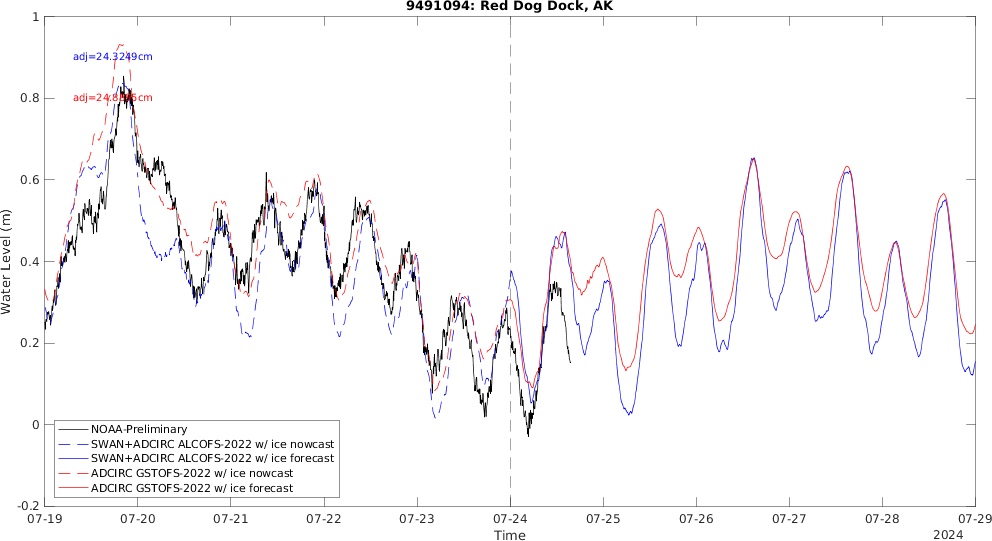 9491094: Red Dog Dock, AK
adj=24.3249cm
Water Level (m)
1
0.8
0.6
0.4
0.2
0
-0.2
NOAA-Preliminary
SWAN+ADCIRC ALCOFS-2022 w/ ice nowcast
SWAN+ADCIRC ALCOFS-2022 w/ ice forecast
ADCIRC GSTOFS-2022 w/ ice nowcast
ADCIRC GSTOFS-2022 w/ ice forecast
07-19 07-20 07-21 07-22 07-23 07-24 07-25 07-26 07-27 07-28 07-29
Time
2024